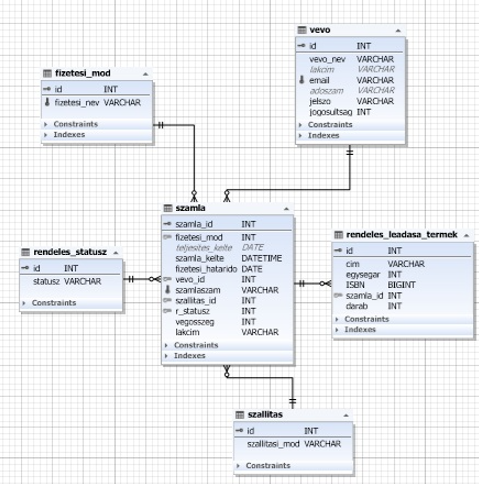 vevo
id INT
vevo_nev VARCHAR
lakcim VARCHAR
email VARCHAR
adoszam VARCHAR
jelszo VARCHAR
jogosultsag INT
Constraints
Indexes
fizetesi_mod
id INT
fizetesi_nev VARCHAR
Constraints
Indexes
szamla
szamla_id INT
fizetesi_mod INT
teljesites_kelte DATE
szamla_kelte DATETIME
fizetesi_hatarido DATE
vevo_id INT
szamlaszam VARCHAR
szallitas_id INT
r_statusz INT
vegosszeg INT
lakcim VARCHAR
Constraints
Indexes
rendeles_statusz
id INT
statusz VARCHAR
Constraints
rendeles_leadasa_termek
id INT
cim VARCHAR
egysegar INT
ISBN BIGINT
szamla_id INT
darab INT
Constraints
Indexes
szallitas
id INT
szallitasi_mod VARCHAR
Constraints